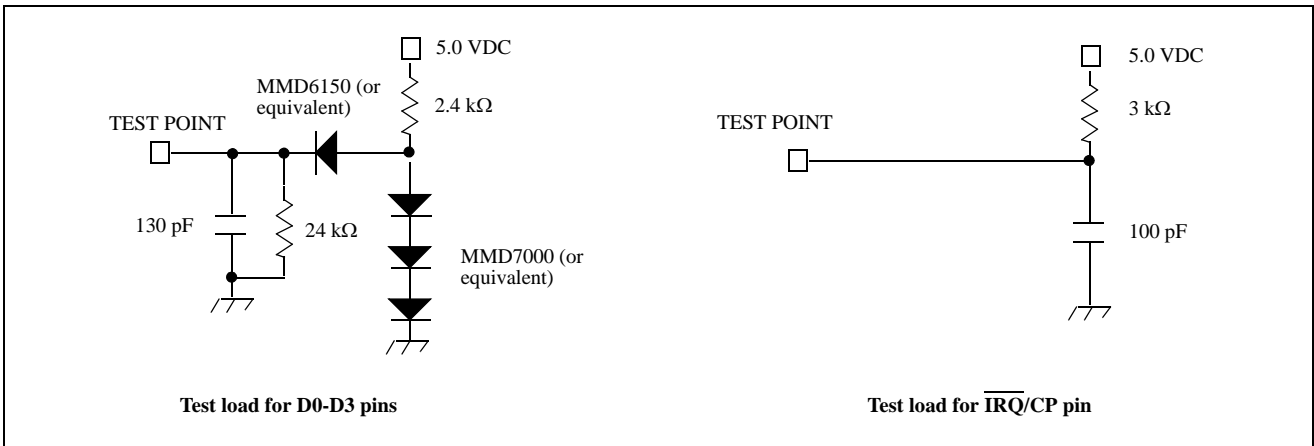 5.0 VDC
MMD6150 (or
equivalent)
2.4 kΩ
TEST POINT
130 pF
24 kΩ
MMD7000 (or
equivalent)
Test load for D0-D3 pins
5.0 VDC
3 kΩ
TEST POINT
100 pF
Test load for I̅R̅Q̅/CP pin